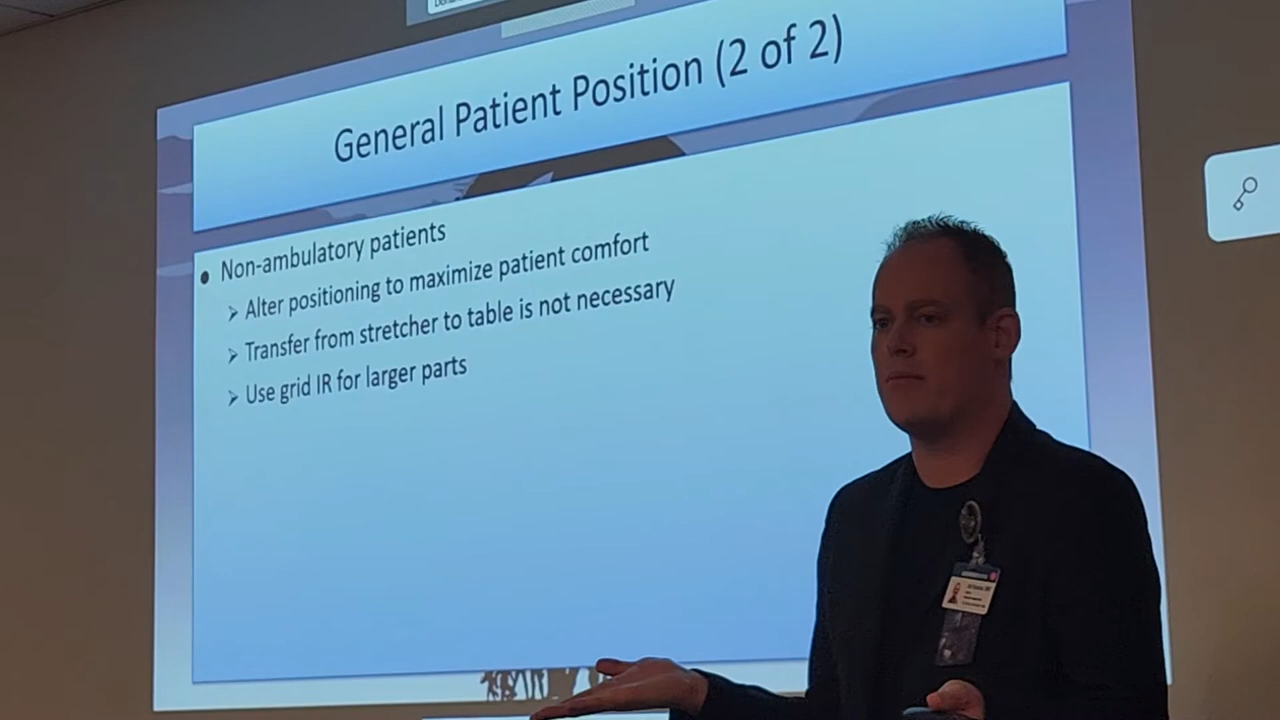 General Patient Position (2 of 2)
● Non-ambulatory patients
➢ Alter positioning to maximize patient comfort
➢ Transfer from stretcher to table is not necessary
➢ Use grid IR for larger parts